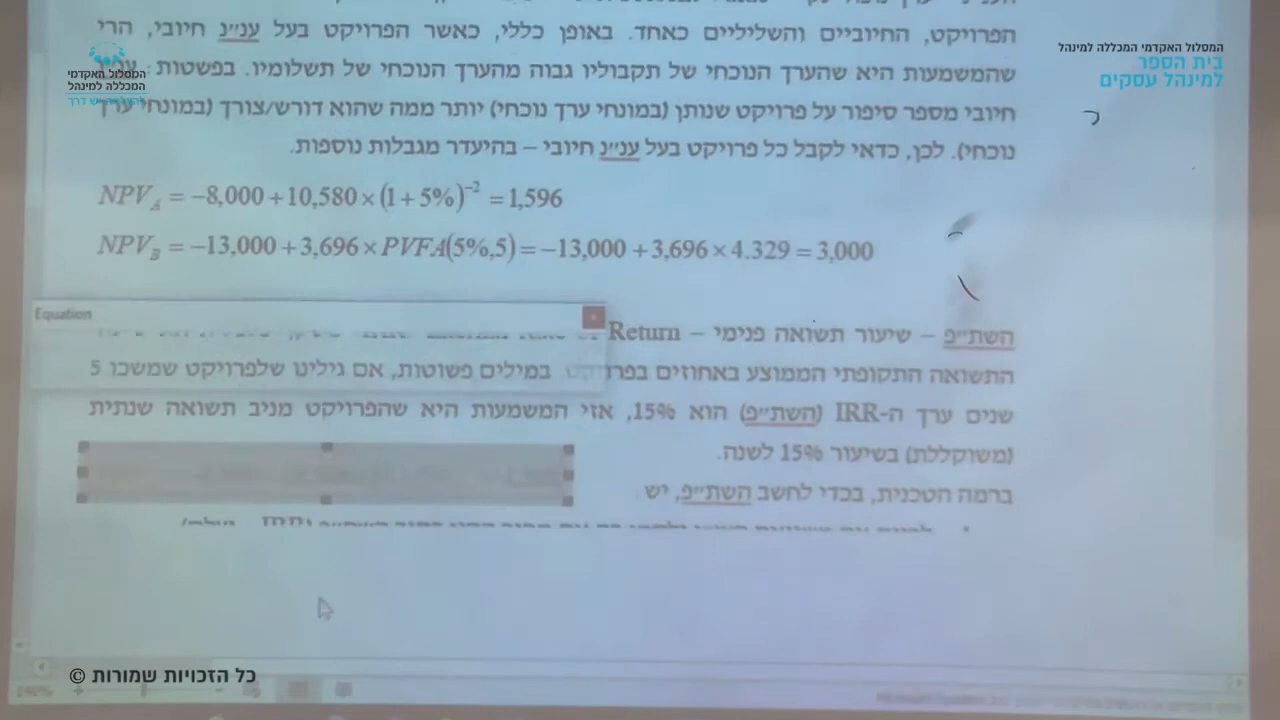 המסלול האקדמי המכללה למינהל
בית הספר
למינהל עסקים
המסלול האקדמי
המכללה למינהל
הפרויקט, החיוביים והשליליים כאחד. באופן כללי, כאשר הפרויקט בעל ענ״נ חיובי, הרי
שהמשמעות היא שהערך הנוכחי של תקבוליו גבוה מהערך הנוכחי של תשלומיו. בפשטות
חיובי מספר סיפור על פרויקט שנותן (במונחי ערך נוכחי) יותר ממה שהוא דורש/צורך (במונחי ערך
נוכחי). לכן, כדאי לקבל כל פרויקט בעל ענ״נ חיובי – בהיעדר מגבלות נוספות.
NPV_A = −8,000 + 10,580 × (1 + 5%)^−2 = 1,596
NPV_B = −13,000 + 3,696 × PVFA(5%,5) = −13,000 + 3,696 × 4.329 = 3,000
Equation
השת״פ – שיעור תשואה פנימי – Return
התשואה התקופתי הממוצע באחוזים בפרויקט. במילים פשוטות, אם גילינו שלפרויקט שמשכו 5
שנים ערך ה-IRR (השת״פ) הוא 15%, אזי המשמעות היא שהפרויקט מניב תשואה שנתית
(משוקללת) בשיעור 15% לשנה.
ברמה הטכנית, בכדי לחשב השת״פ, יש
כל הזכויות שמורות ©